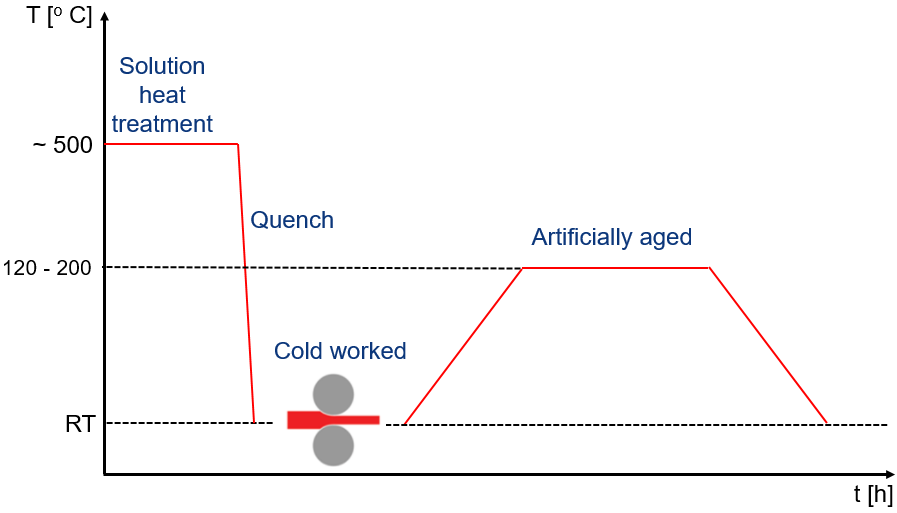 T [º C]
Solution
heat
treatment
~ 500
Quench
Artificially aged
120 - 200
Cold worked
RT
t [h]